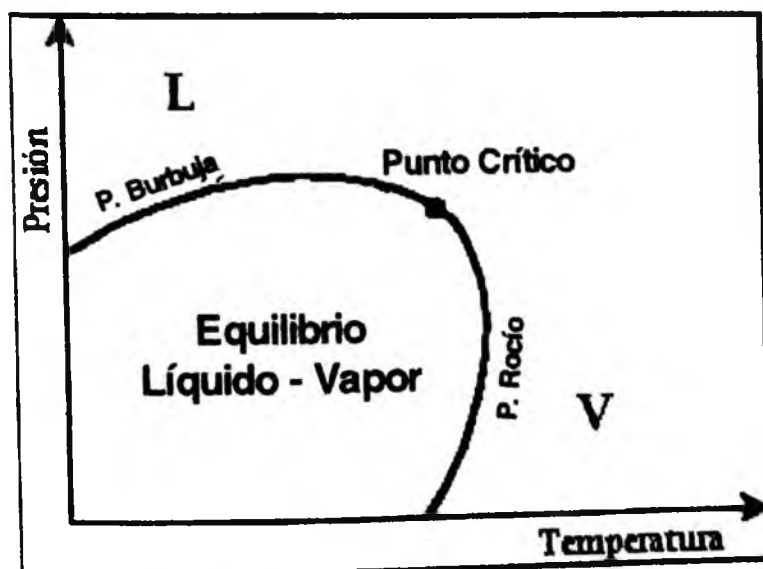 L
Presión
P. Burbuja
Punto Crítico
Equilibrio
Líquido - Vapor
P. Rocío
V
Temperatura